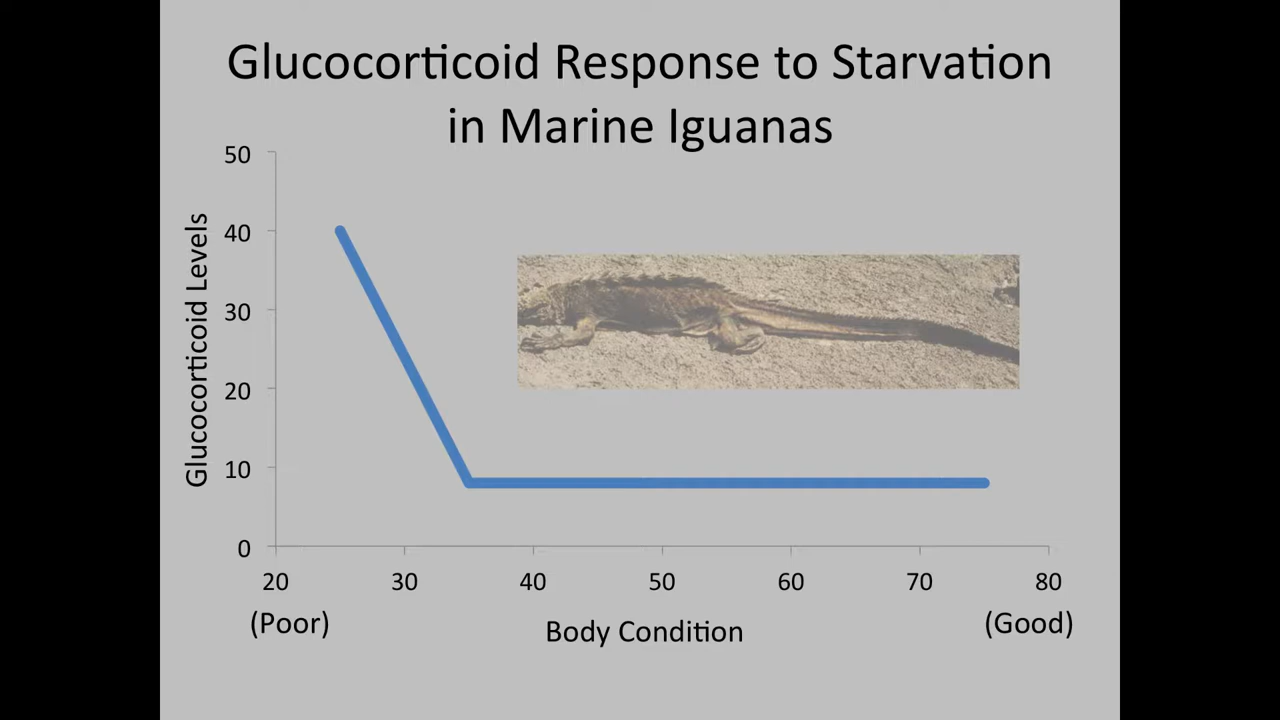 Glucocorticoid Response to Starvation
in Marine Iguanas
50
40
30
20
10
0
Glucocorticoid Levels
20
30
40
50
60
70
80
(Poor)
Body Condition
(Good)